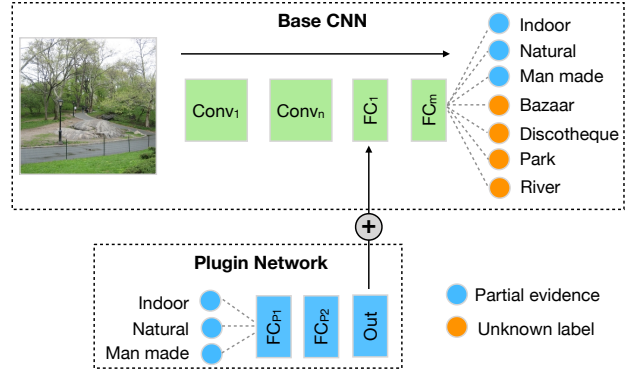 Base CNN
Conv1
Convn
FC1
FCm
Indoor
Natural
Man made
Bazaar
Discotheque
Park
River
+
Plugin Network
Indoor
Natural
Man made
FCP1
FCP2
Out
Partial evidence
Unknown label